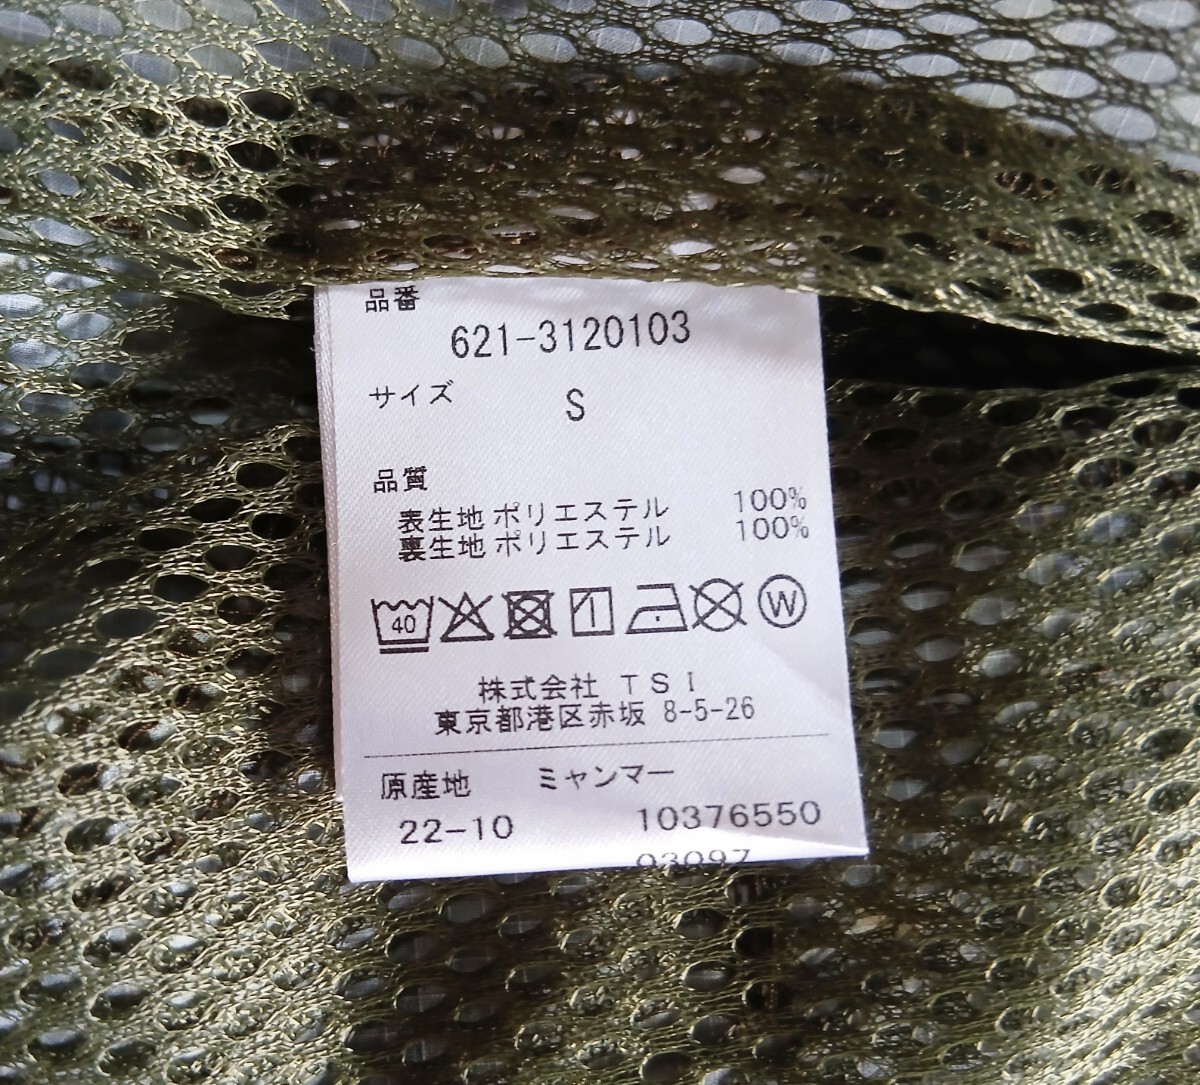 品番
621-3120103
サイズ S
品質
表生地 ポリエステル 100%
裏生地 ポリエステル 100%
40 W
株式会社 TSI
東京都港区赤坂 8-5-26
原産地 ミャンマー
22-10 10376550
03097